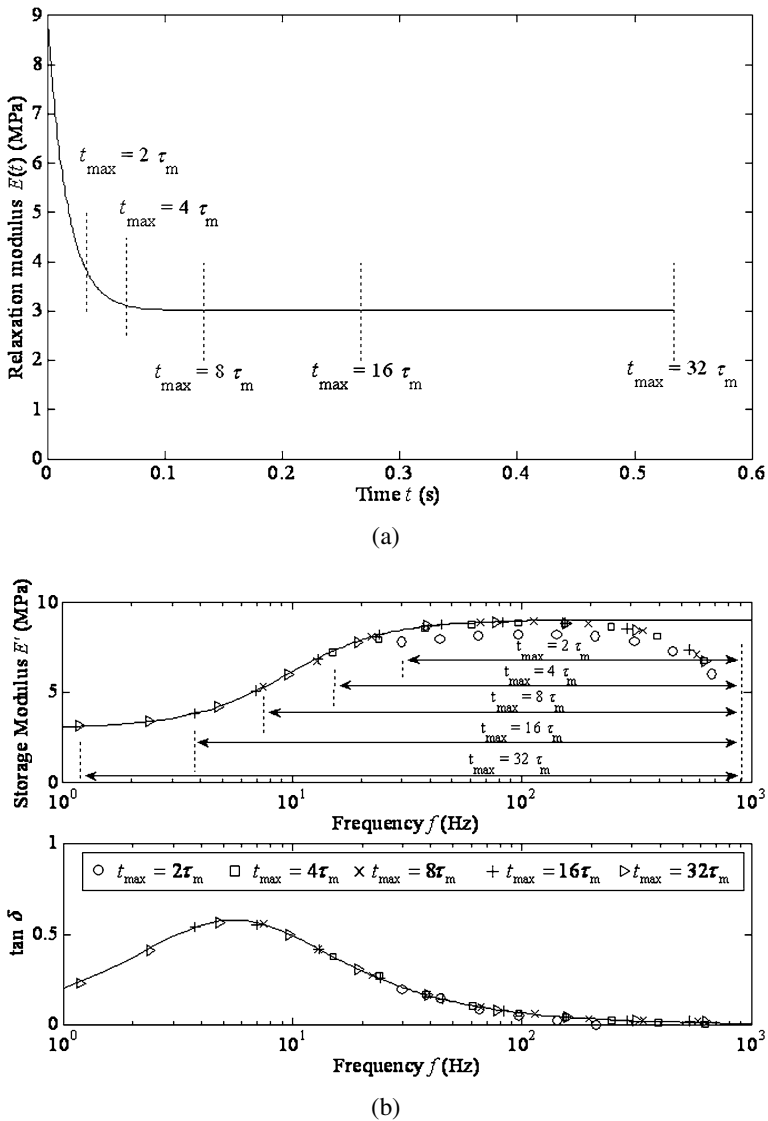 9
8
7
6
5
4
3
2
1
0
Relaxation modulus E(t) (MPa)
t_max = 2 τ_m
t_max = 4 τ_m
t_max = 8 τ_m
t_max = 16 τ_m
t_max = 32 τ_m
0 0.1 0.2 0.3 0.4 0.5 0.6
Time t (s)
(a)
10
5
0
Storage Modulus E' (MPa)
t_max = 2 τ_m
t_max = 4 τ_m
t_max = 8 τ_m
t_max = 16 τ_m
t_max = 32 τ_m
10^0 10^1 10^2 10^3
Frequency f (Hz)
1
0.5
0
tan δ
t_max = 2τ_m t_max = 4τ_m t_max = 8τ_m t_max = 16τ_m t_max = 32τ_m
10^0 10^1 10^2 10^3
Frequency f (Hz)
(b)